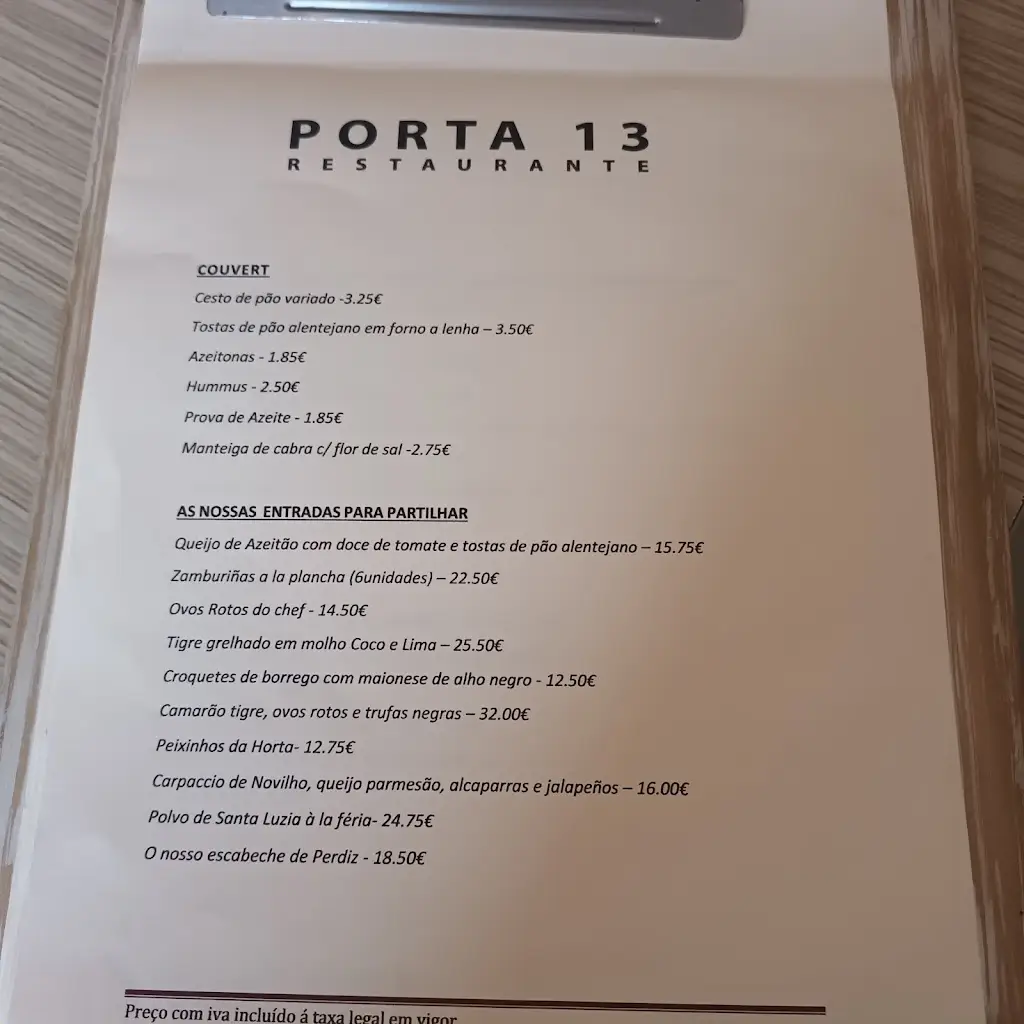 PORTA 13
RESTAURANTE
COUVERT
Cesto de pão variado -3.25€
Tostas de pão alentejano em forno a lenha – 3.50€
Azeitonas - 1.85€
Hummus - 2.50€
Prova de Azeite - 1.85€
Manteiga de cabra c/ flor de sal -2.75€
AS NOSSAS ENTRADAS PARA PARTILHAR
Queijo de Azeitão com doce de tomate e tostas de pão alentejano – 15.75€
Zamburiñas a la plancha (6unidades) – 22.50€
Ovos Rotos do chef - 14.50€
Tigre grelhado em molho Coco e Lima – 25.50€
Croquetes de borrego com maionese de alho negro - 12.50€
Camarão tigre, ovos rotos e trufas negras – 32.00€
Peixinhos da Horta- 12.75€
Carpaccio de Novilho, queijo parmesão, alcaparras e jalapeños – 16.00€
Polvo de Santa Luzia à la féria- 24.75€
O nosso escabeche de Perdiz - 18.50€
Preço com iva incluído á taxa legal em vigor